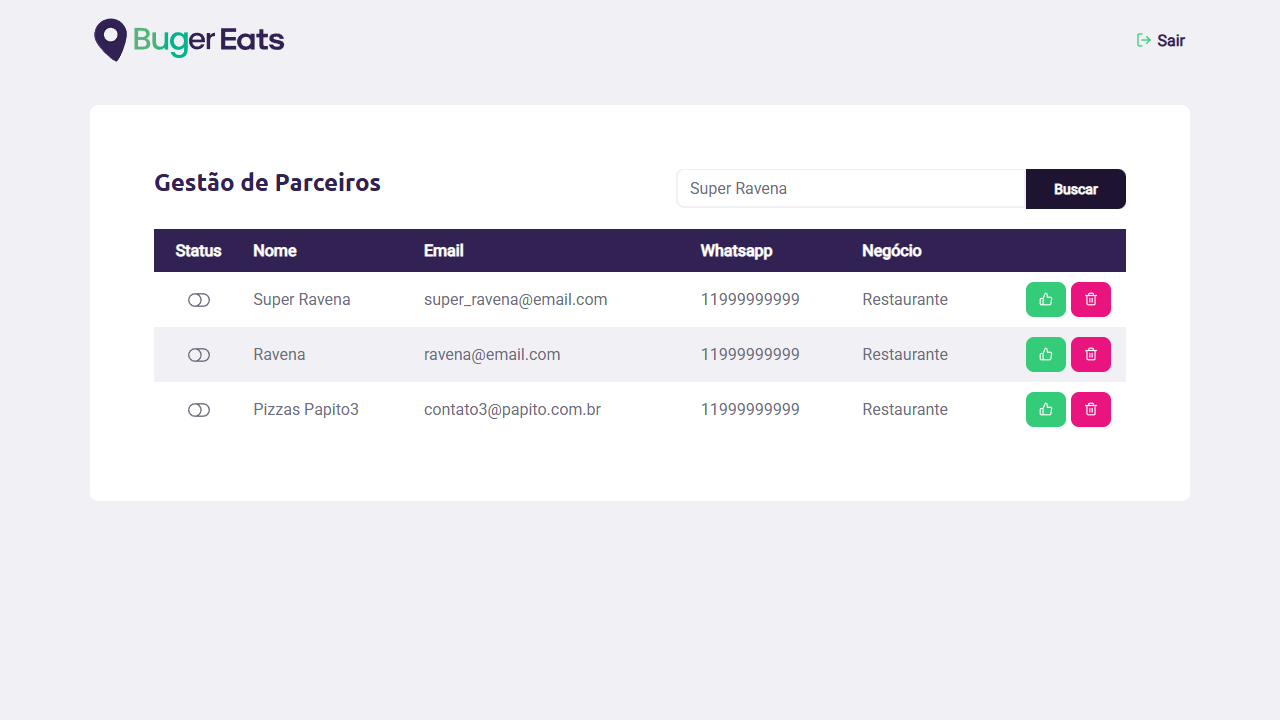 Buger Eats
Sair
Gestão de Parceiros
Super Ravena
Buscar
Status Nome Email Whatsapp Negócio
Super Ravena super_ravena@email.com 11999999999 Restaurante
Ravena ravena@email.com 11999999999 Restaurante
Pizzas Papito3 contato3@papito.com.br 11999999999 Restaurante